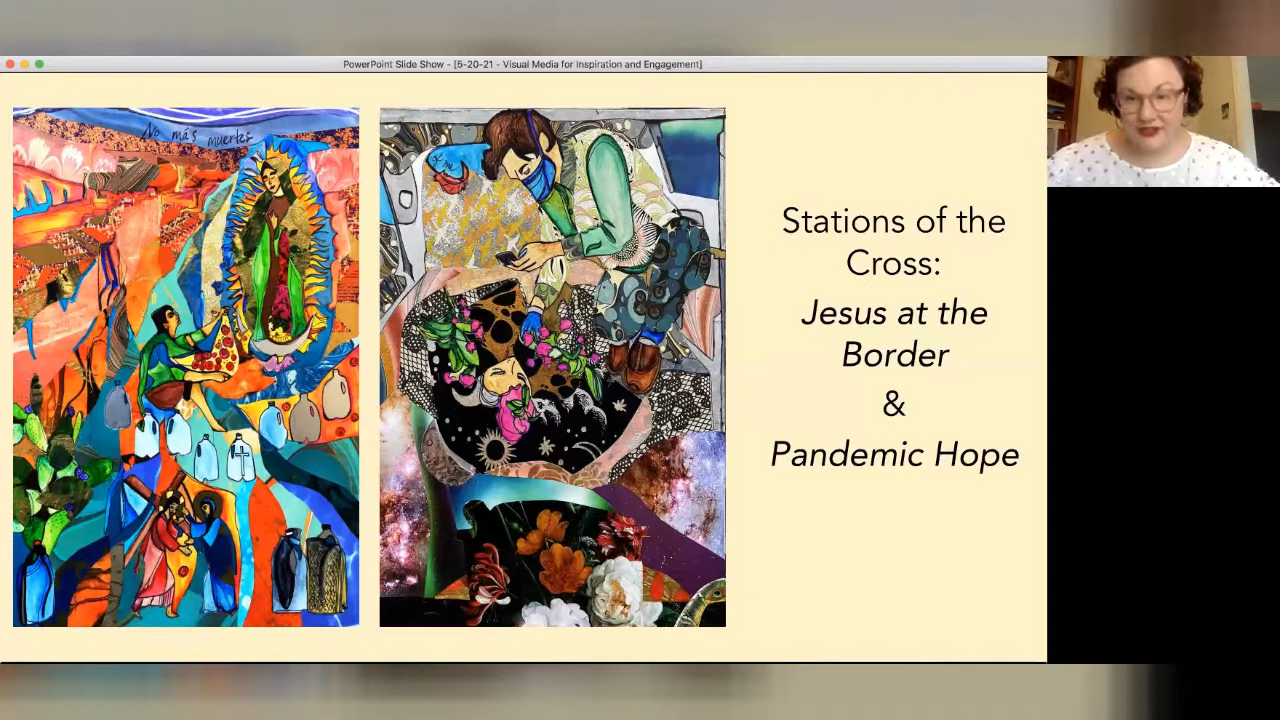 PowerPoint Slide Show - [5-20-21 - Visual Media for Inspiration and Engagement]
No más muertes
Stations of the
Cross:
Jesus at the
Border
&
Pandemic Hope